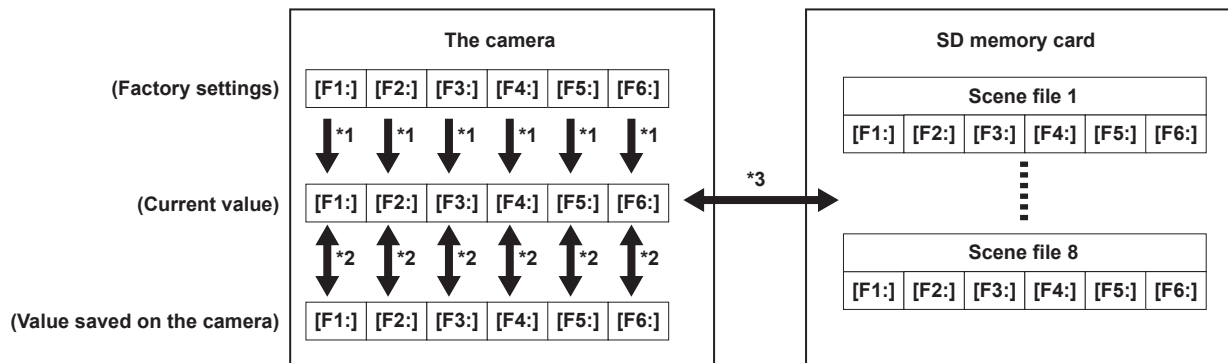 The camera SD memory card
(Factory settings) [F1:] [F2:] [F3:] [F4:] [F5:] [F6:]
Scene file 1
[F1:] [F2:] [F3:] [F4:] [F5:] [F6:]
*1 *1 *1 *1 *1 *1
*3
(Current value) [F1:] [F2:] [F3:] [F4:] [F5:] [F6:]
Scene file 8
*2 *2 *2 *2 *2 *2
[F1:] [F2:] [F3:] [F4:] [F5:] [F6:]
(Value saved on the camera) [F1:] [F2:] [F3:] [F4:] [F5:] [F6:]